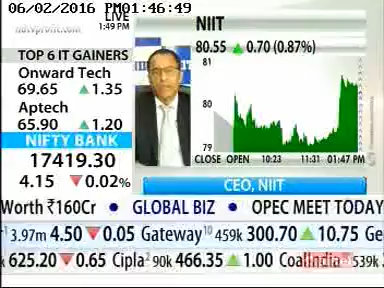 06/02/2016 PM01:46:49
LIVE
ndtvprofit.com 1:49 PM
NIIT
80.55 ▲ 0.70 (0.87%)
TOP 6 IT GAINERS
Onward Tech
69.65 ▲ 1.35
Aptech
65.90 ▲ 1.20
NIFTY BANK
17419.30
4.15 ▼ 0.02%
81
80
79
CLOSE OPEN 10:23 11:31 01:47 PM
CEO, NIIT
Worth ₹160Cr • GLOBAL BIZ • OPEC MEET TODAY
3.97m 4.50 ▼ 0.05 Gateway 10 459k 300.70 ▲ 10.75 Ge
625.20 ▼ 0.65 Cipla 2 90k 466.35 ▲ 1.00 CoalIndia 539k